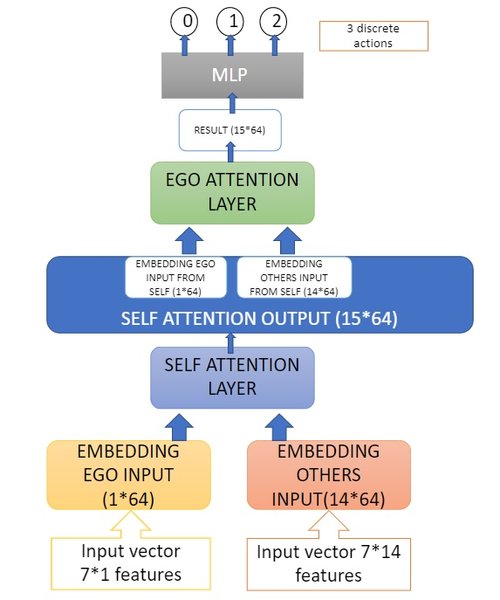 0 1 2
3 discrete
actions
MLP
RESULT (15*64)
EGO ATTENTION
LAYER
EMBEDDING EGO
INPUT FROM
SELF (1*64)
EMBEDDING
OTHERS INPUT
FROM SELF (14*64)
SELF ATTENTION OUTPUT (15*64)
SELF ATTENTION
LAYER
EMBEDDING
EGO INPUT
(1*64)
EMBEDDING
OTHERS
INPUT(14*64)
Input vector
7*1 features
Input vector 7*14
features